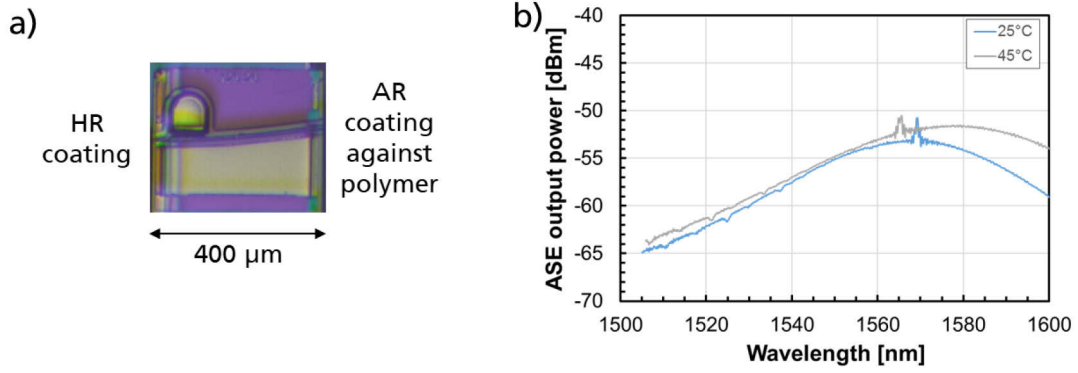 a)
HR
coating
AR
coating
against
polymer
400 µm
b)
ASE output power [dBm]
-40
-45
-50
-55
-60
-65
-70
1500
1520
1540
1560
1580
1600
Wavelength [nm]
25°C
45°C